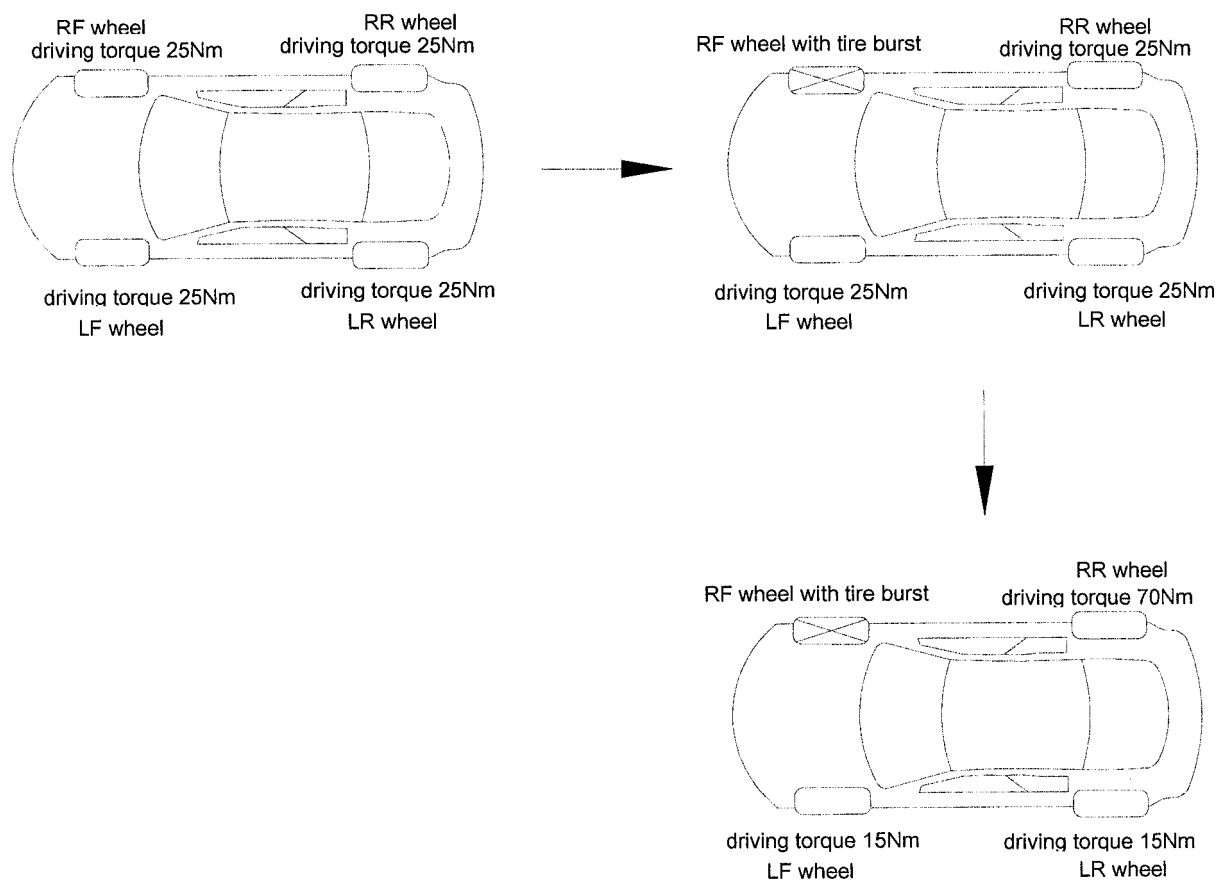 RF wheel
driving torque 25Nm
RR wheel
driving torque 25Nm
driving torque 25Nm
LF wheel
driving torque 25Nm
LR wheel
RF wheel with tire burst
RR wheel
driving torque 25Nm
driving torque 25Nm
LF wheel
driving torque 25Nm
LR wheel
RF wheel with tire burst
RR wheel
driving torque 70Nm
driving torque 15Nm
LF wheel
driving torque 15Nm
LR wheel